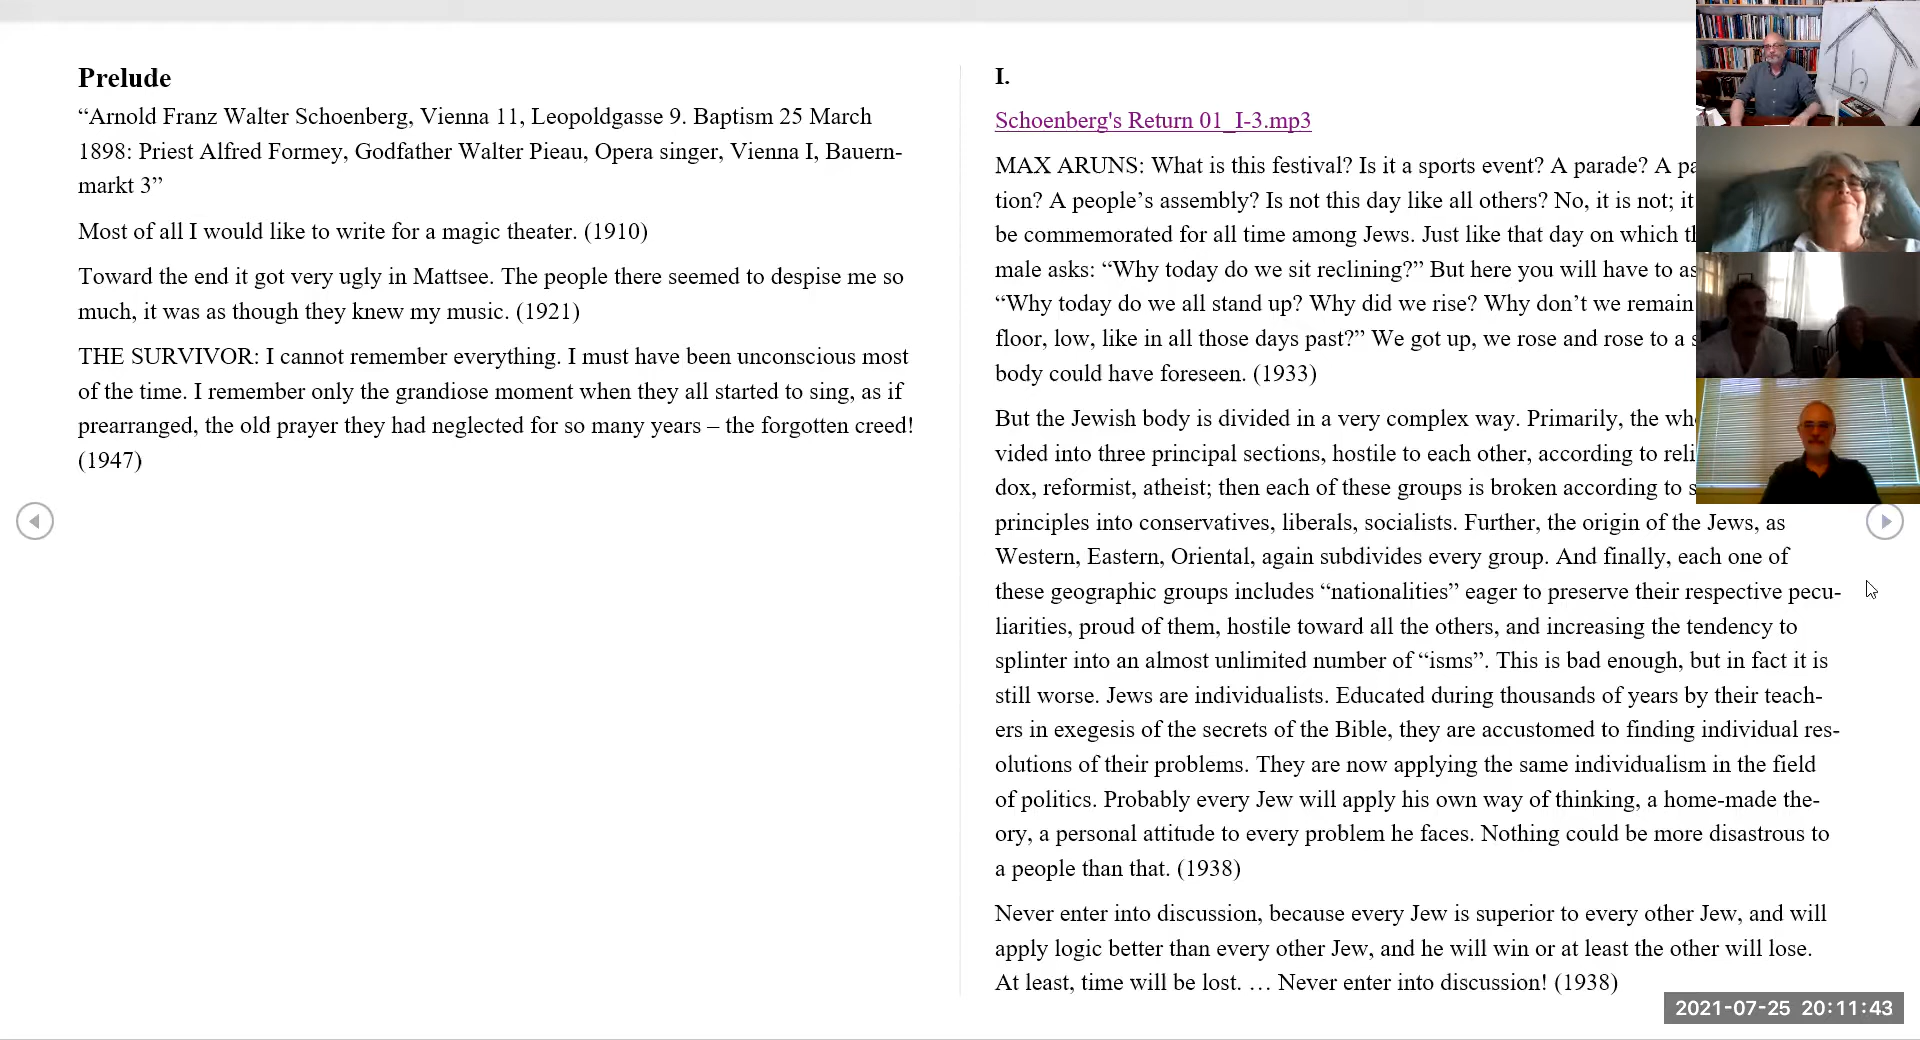 Prelude
“Arnold Franz Walter Schoenberg, Vienna 11, Leopoldgasse 9. Baptism 25 March
1898: Priest Alfred Formey, Godfather Walter Pieau, Opera singer, Vienna I, Bauern-
markt 3”
Most of all I would like to write for a magic theater. (1910)
Toward the end it got very ugly in Mattsee. The people there seemed to despise me so
much, it was as though they knew my music. (1921)
THE SURVIVOR: I cannot remember everything. I must have been unconscious most
of the time. I remember only the grandiose moment when they all started to sing, as if
prearranged, the old prayer they had neglected for so many years – the forgotten creed!
(1947)
I.
Schoenberg's Return 01_I-3.mp3
MAX ARUNS: What is this festival? Is it a sports event? A parade? A
tion? A people’s assembly? Is not this day like all others? No, it is not; it
be commemorated for all time among Jews. Just like that day on which
male asks: “Why today do we sit reclining?” But here you will have to
“Why today do we all stand up? Why did we rise? Why don’t we remain
floor, low, like in all those days past?” We got up, we rose and rose to a
body could have foreseen. (1933)
But the Jewish body is divided in a very complex way. Primarily, the
vided into three principal sections, hostile to each other, according to
dox, reformist, atheist; then each of these groups is broken according to
principles into conservatives, liberals, socialists. Further, the origin of the Jews, as
Western, Eastern, Oriental, again subdivides every group. And finally, each one of
these geographic groups includes “nationalities” eager to preserve their respective pecu-
liarities, proud of them, hostile toward all the others, and increasing the tendency to
splinter into an almost unlimited number of “isms”. This is bad enough, but in fact it is
still worse. Jews are individualists. Educated during thousands of years by their teach-
ers in exegesis of the secrets of the Bible, they are accustomed to finding individual res-
olutions of their problems. They are now applying the same individualism in the field
of politics. Probably every Jew will apply his own way of thinking, a home-made the-
ory, a personal attitude to every problem he faces. Nothing could be more disastrous to
a people than that. (1938)
Never enter into discussion, because every Jew is superior to every other Jew, and will
apply logic better than every other Jew, and he will win or at least the other will lose.
At least, time will be lost. … Never enter into discussion! (1938)
2021-07-25 20:11:43